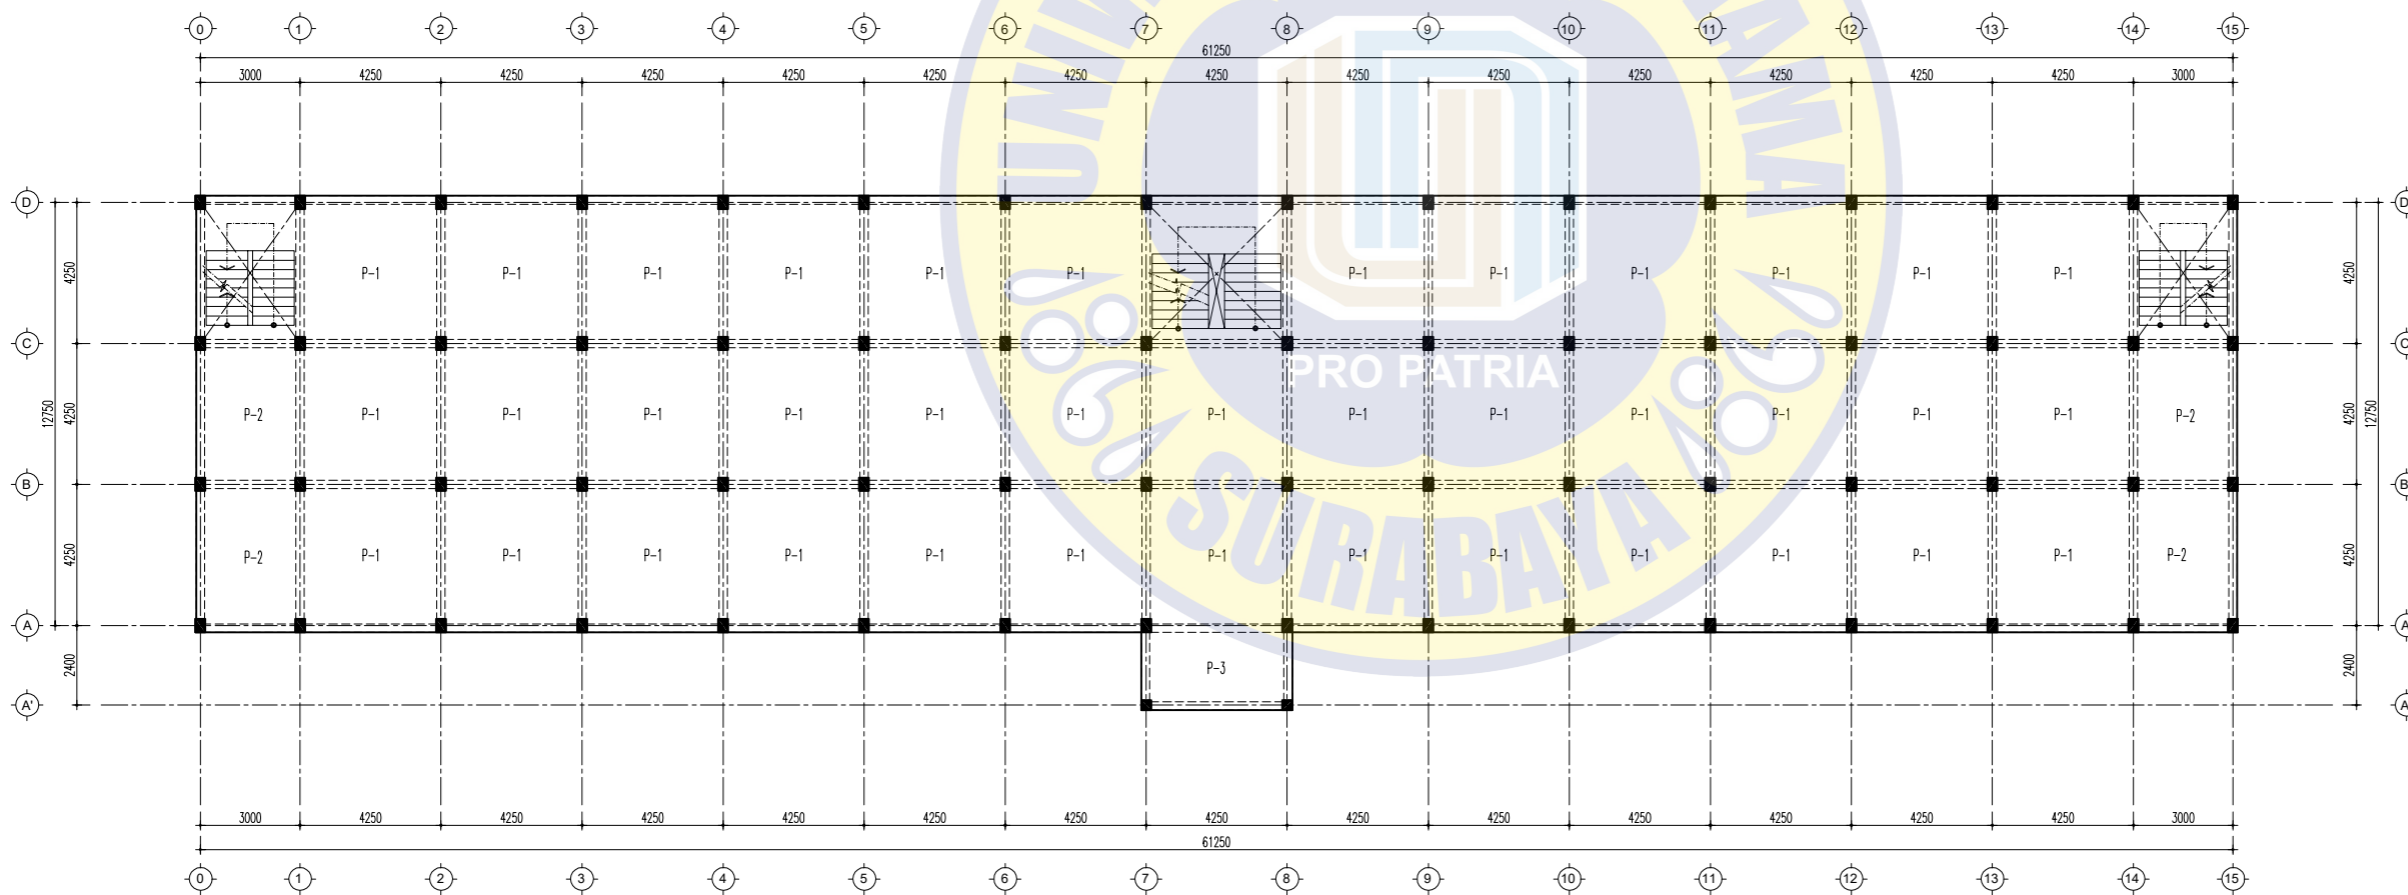 0 1 2 3 4 5 6 7 8 9 10 11 12 13 14 15
61250
3000 4250 4250 4250 4250 4250 4250 4250 4250 4250 4250 4250 4250 4250 3000
D D
4250 P-1 P-1 P-1 P-1 P-1 P-1 P-1 P-1 P-1 P-1 P-1 P-1 4250
C C
12750 4250 P-2 P-1 P-1 P-1 P-1 P-1 P-1 P-1 P-1 P-1 P-1 P-1 P-1 P-1 P-2 4250 12750
B B
4250 P-2 P-1 P-1 P-1 P-1 P-1 P-1 P-1 P-1 P-1 P-1 P-1 P-1 P-1 P-2 4250
A A
2400 P-3 2400
A' A
3000 4250 4250 4250 4250 4250 4250 4250 4250 4250 4250 4250 4250 4250 3000
61250
0 1 2 3 4 5 6 7 8 9 10 11 12 13 14 15
PRO PATRIA
SURABAYA